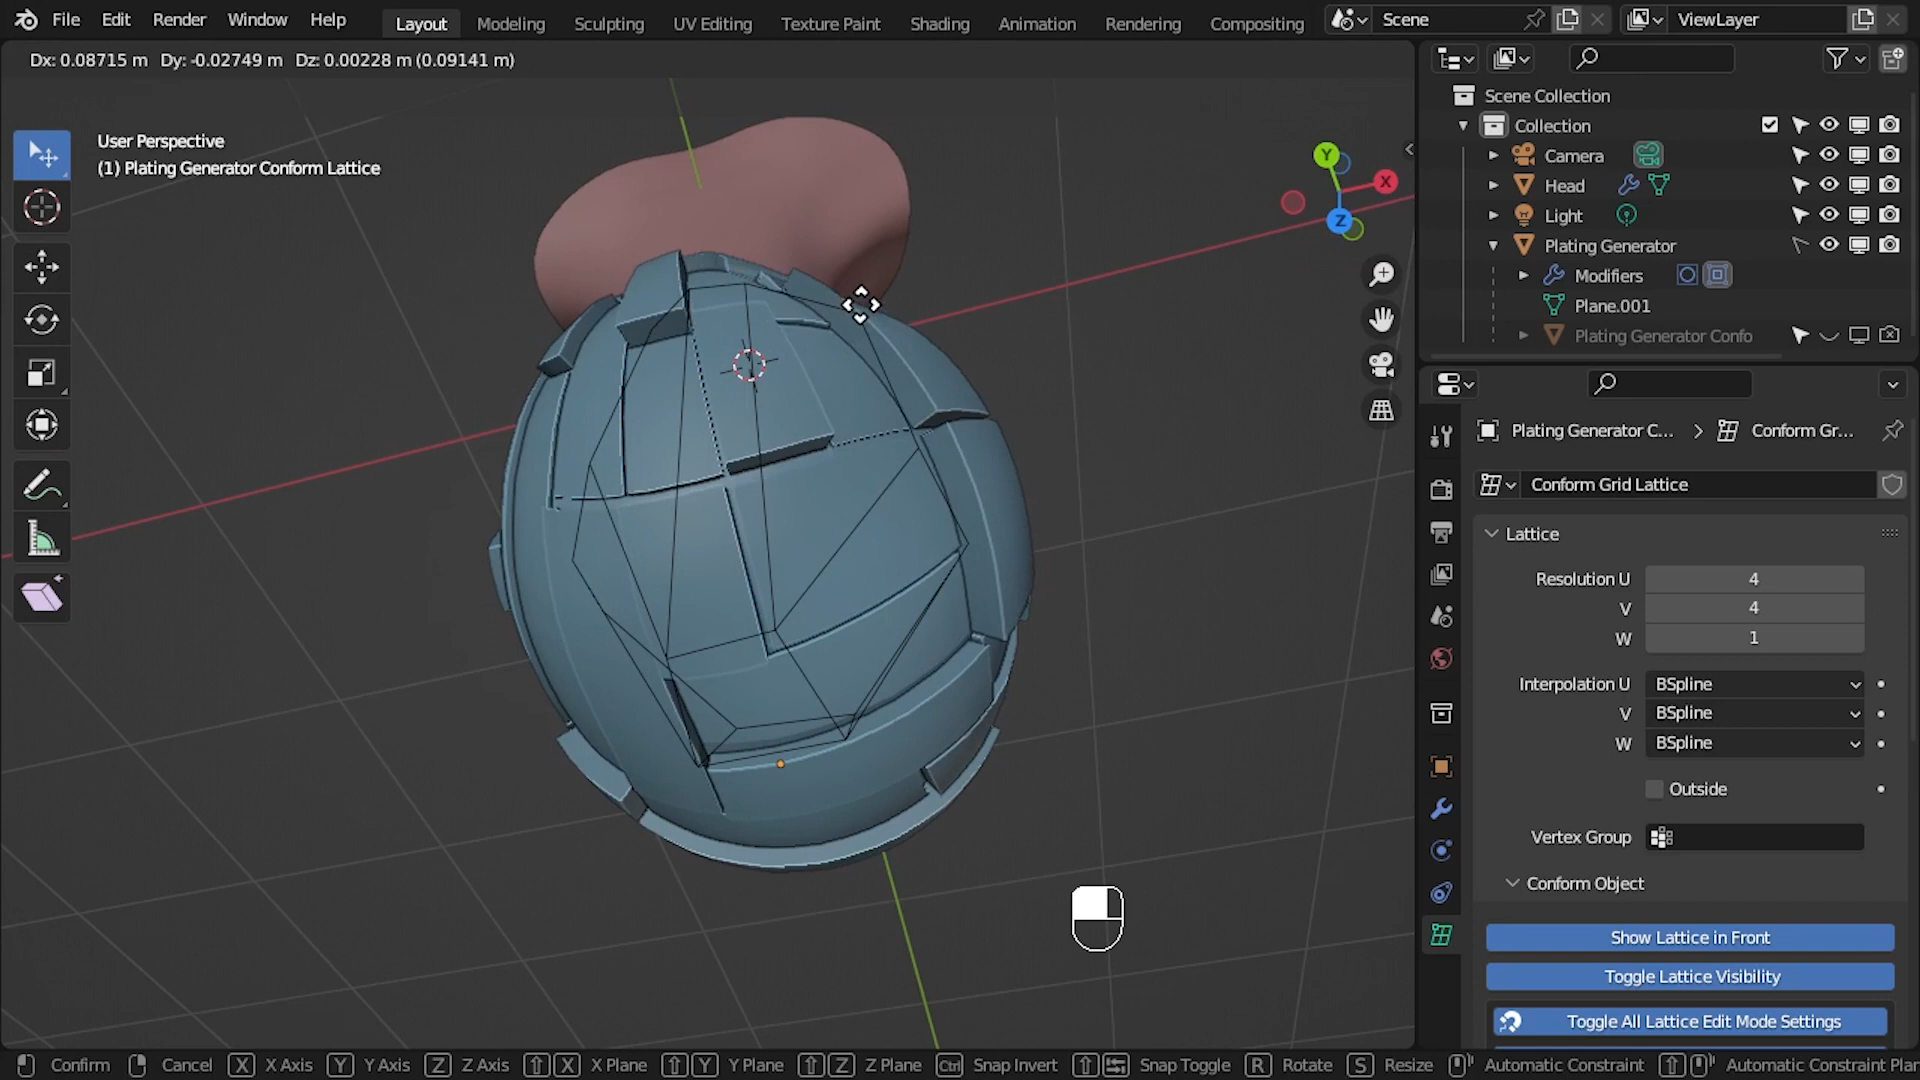 File Edit Render Window Help Layout Modeling Sculpting UV Editing Texture Paint Shading Animation Rendering Compositing Scene ViewLayer
Dx: 0.08715 m Dy: -0.02749 m Dz: 0.00228 m (0.09141 m)
User Perspective
(1) Plating Generator Conform Lattice
Y
X
Z
Scene Collection
Collection
Camera
Head
Light
Plating Generator
Modifiers
Plane.001
Plating Generator Confo
Plating Generator C... Conform Gr...
Conform Grid Lattice
Lattice
Resolution U 4
V 4
W 1
Interpolation U BSpline
V BSpline
W BSpline
Outside
Vertex Group
Conform Object
Show Lattice in Front
Toggle Lattice Visibility
Toggle All Lattice Edit Mode Settings
Confirm Cancel X X Axis Y Y Axis Z Z Axis X X Plane Y Y Plane Z Z Plane Ctrl Snap Invert Snap Toggle R Rotate S Resize Automatic Constraint Automatic Constraint Plan